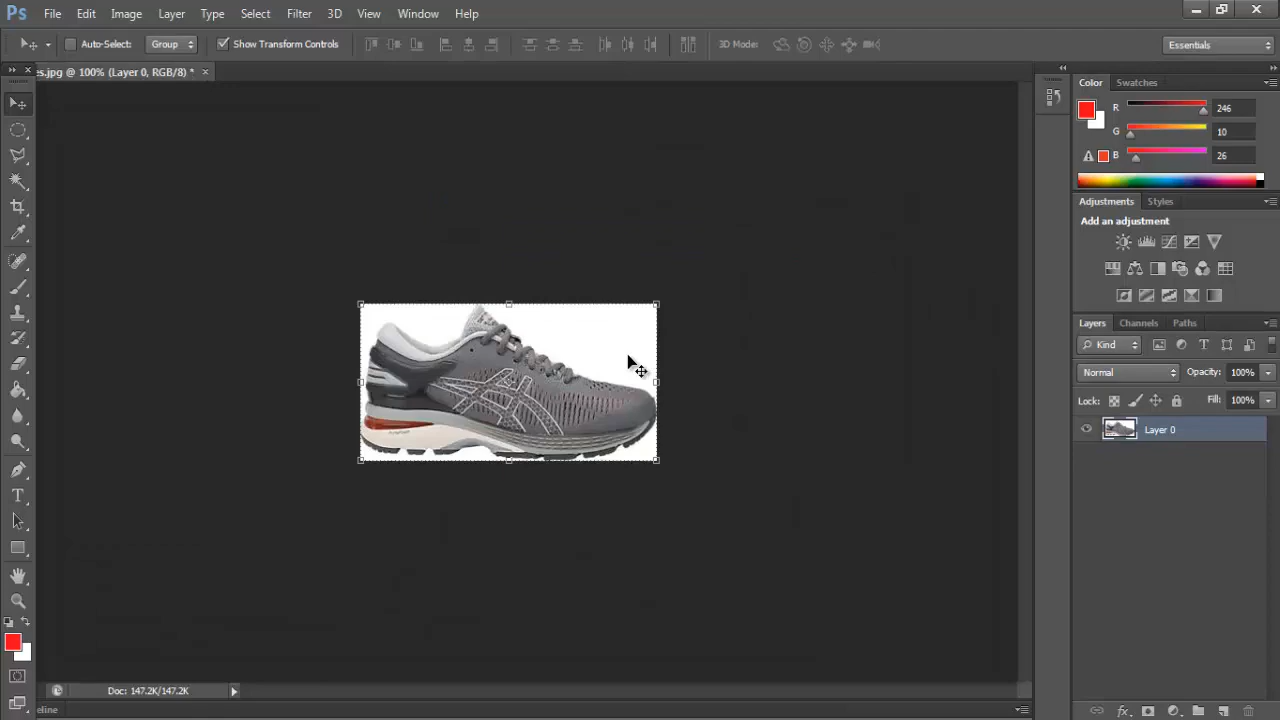 Ps File Edit Image Layer Type Select Filter 3D View Window Help
Auto-Select: Group Show Transform Controls 3D Mode: Essentials
es.jpg @ 100% (Layer 0, RGB/8) * ×
Color Swatches
R 246
G 10
B 26
Adjustments Styles
Add an adjustment
Layers Channels Paths
Kind
Normal Opacity: 100%
Lock: Fill: 100%
Layer 0
T
Doc: 147.2K/147.2K
eline
fx